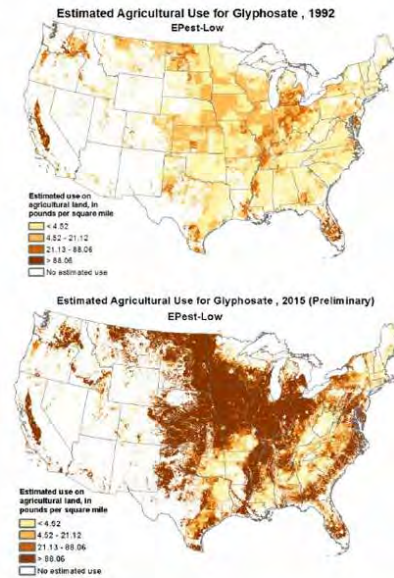 Estimated Agricultural Use for Glyphosate , 1992
EPest-Low
Estimated use on
agricultural land, in
pounds per square mile
< 4.52
4.52 - 21.12
21.13 - 88.06
> 88.06
No estimated use
Estimated Agricultural Use for Glyphosate , 2015 (Preliminary)
EPest-Low
Estimated use on
agricultural land, in
pounds per square mile
< 4.52
4.52 - 21.12
21.13 - 88.06
> 88.06
No estimated use